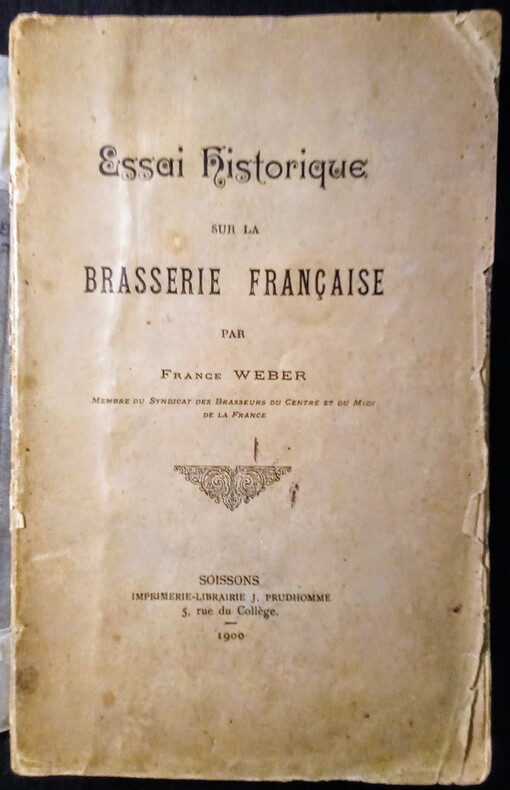 Essai Historique
SUR LA
BRASSERIE FRANÇAISE
PAR
FRANCE WEBER
MEMBRE DU SYNDICAT DES BRASSEURS DU CENTRE ET DU MIDI
DE LA FRANCE
SOISSONS
IMPRIMERIE-LIBRAIRIE J. PRUDHOMME
5, rue du Collège.
1900